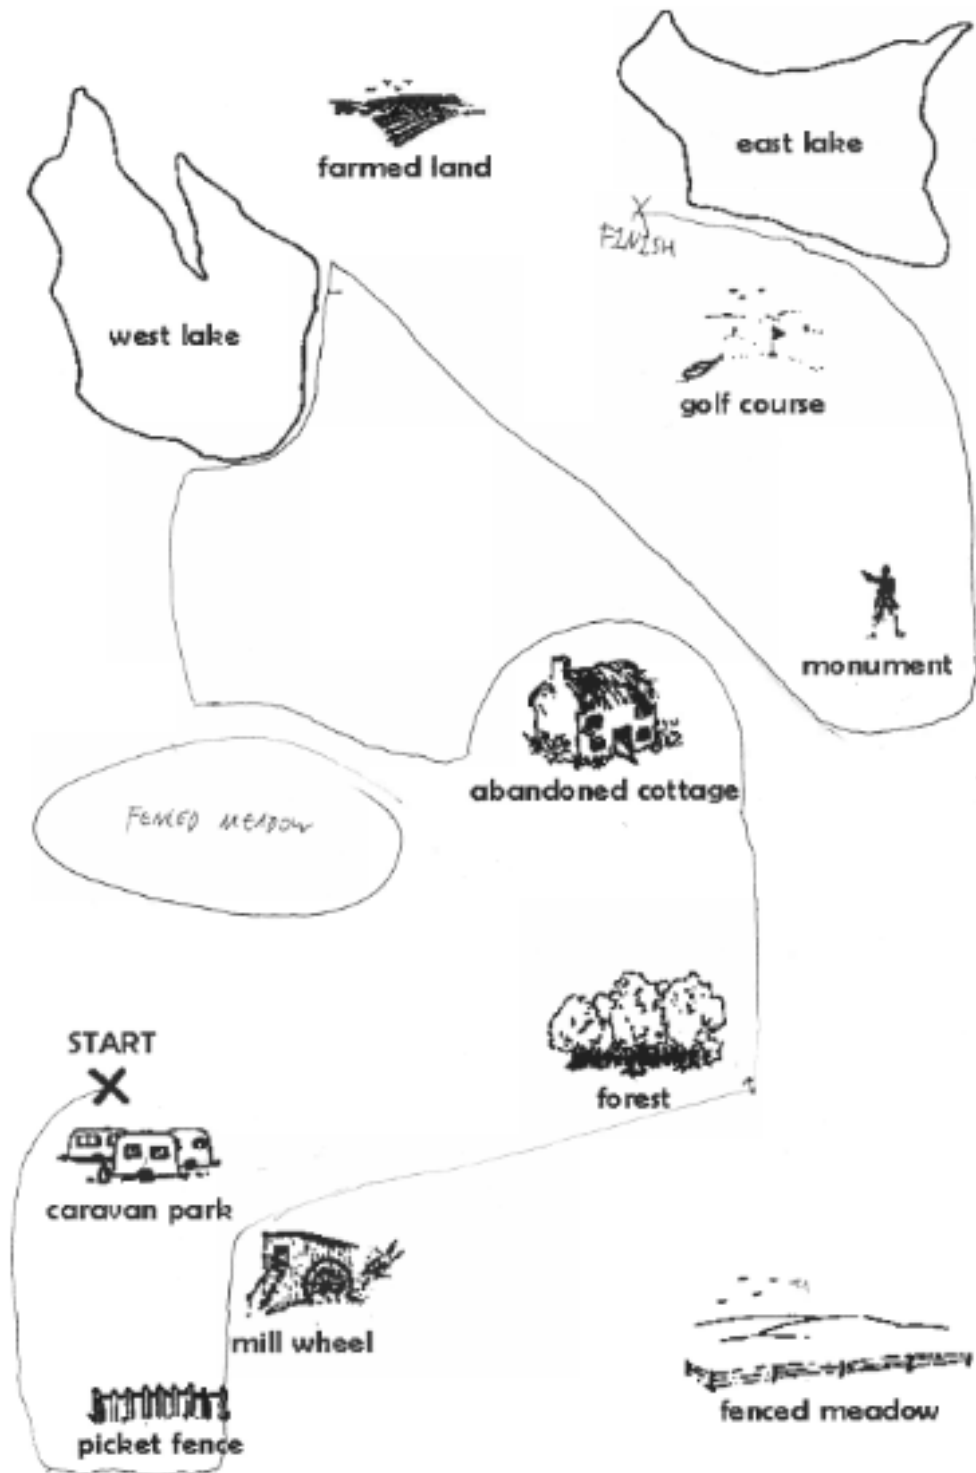 east lake
farmed land
FINISH
west lake
golf course
monument
abandoned cottage
FENCED MEADOW
START
forest
caravan park
mill wheel
fenced meadow
picket fence